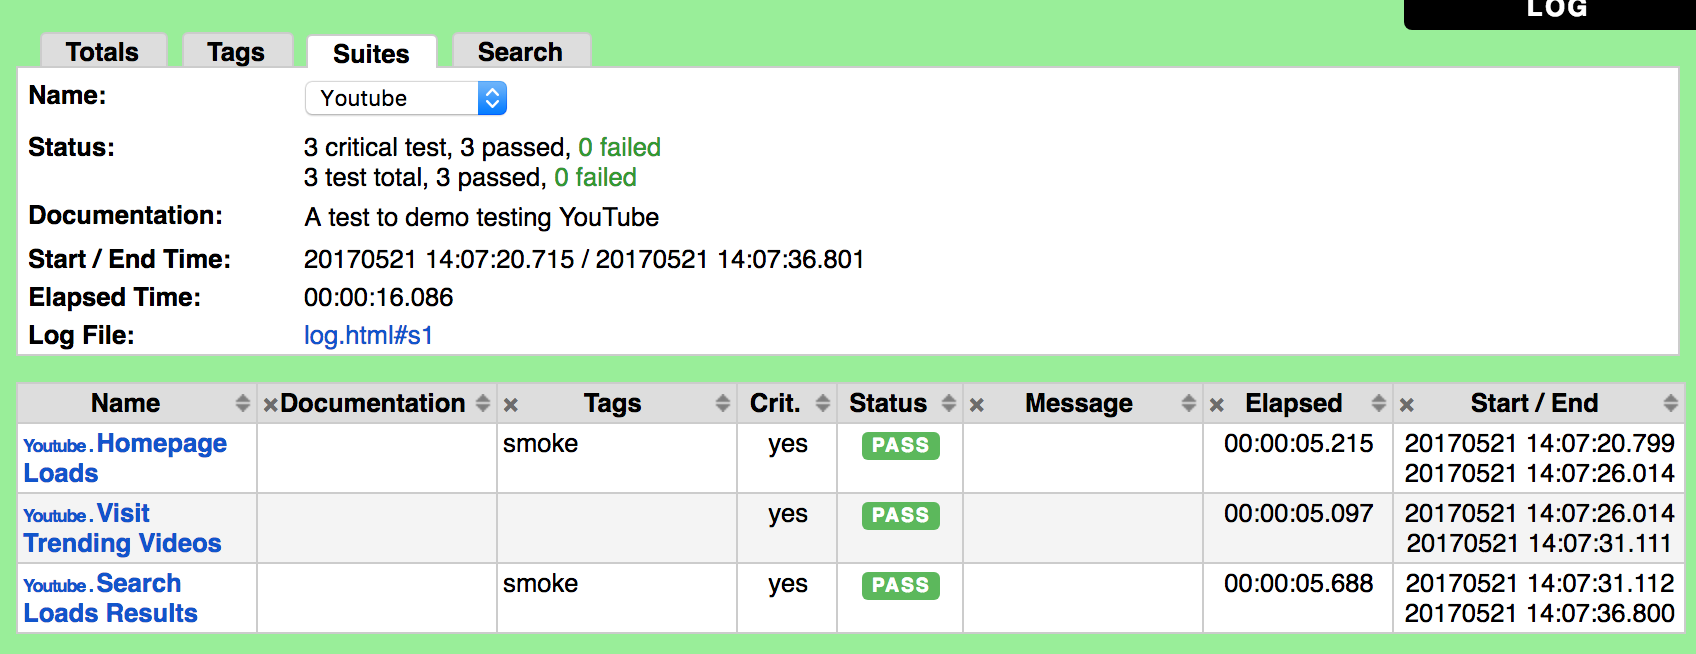 LOG
Totals Tags Suites Search
Name: Youtube
Status: 3 critical test, 3 passed, 0 failed
3 test total, 3 passed, 0 failed
Documentation: A test to demo testing YouTube
Start / End Time: 20170521 14:07:20.715 / 20170521 14:07:36.801
Elapsed Time: 00:00:16.086
Log File: log.html#s1
Name × Documentation × Tags Crit. Status × Message × Elapsed × Start / End
Youtube . Homepage smoke yes PASS 00:00:05.215 20170521 14:07:20.799
Loads 20170521 14:07:26.014
Youtube . Visit yes PASS 00:00:05.097 20170521 14:07:26.014
Trending Videos 20170521 14:07:31.111
Youtube . Search smoke yes PASS 00:00:05.688 20170521 14:07:31.112
Loads Results 20170521 14:07:36.800